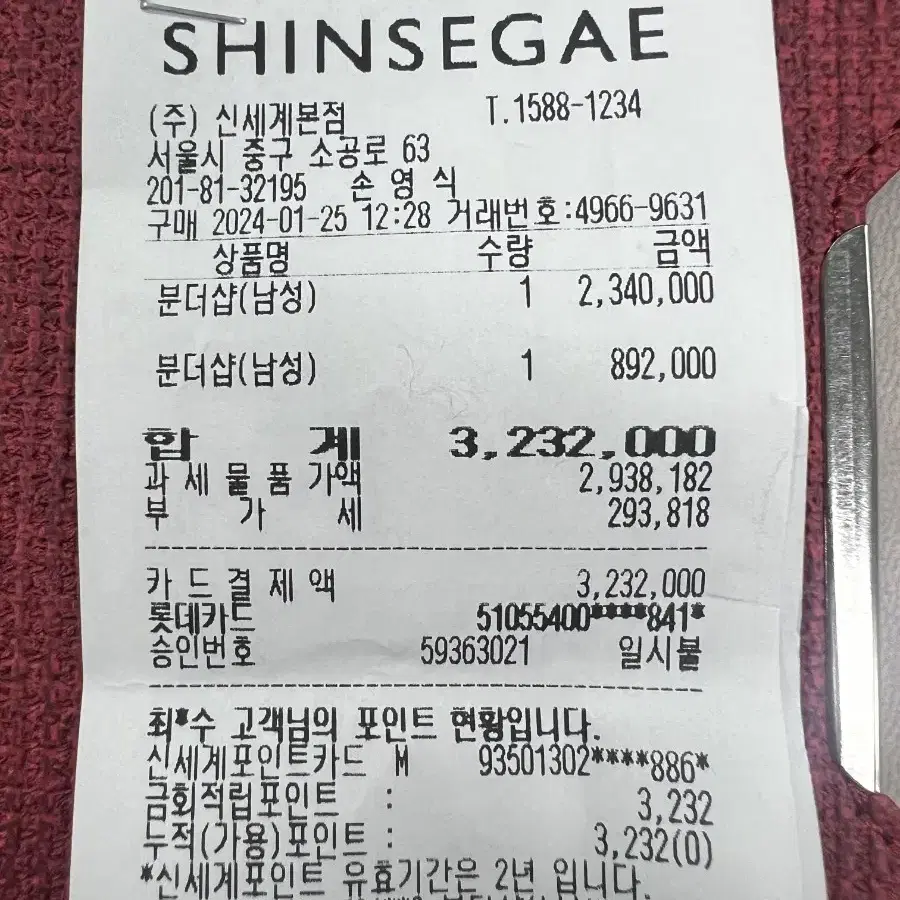 SHINSEGAE
(주) 신세계본점 T.1588-1234
서울시 중구 소공로 63
201-81-32195 손 영 식
구매 2024-01-25 12:28 거래번호:4966-9631
상품명 수량 금액
분더샵(남성) 1 2,340,000
분더샵(남성) 1 892,000
합 계 3,232,000
과 세 물 품 가액 2,938,182
부 가 세 293,818
카 드 결 제 액 3,232,000
롯데카드 51055400****841*
승인번호 59363021 일시불
최*수 고객님의 포인트 현황입니다.
신세계포인트카드 M 93501302****886*
금회적립포인트 : 3,232
누적(가용)포인트 : 3,232(0)
*신세계포인트 유효기간은 2년 입니다.